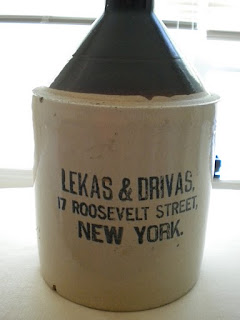 LEKAS & DRIVAS,
17 ROOSEVELT STREET,
NEW YORK.